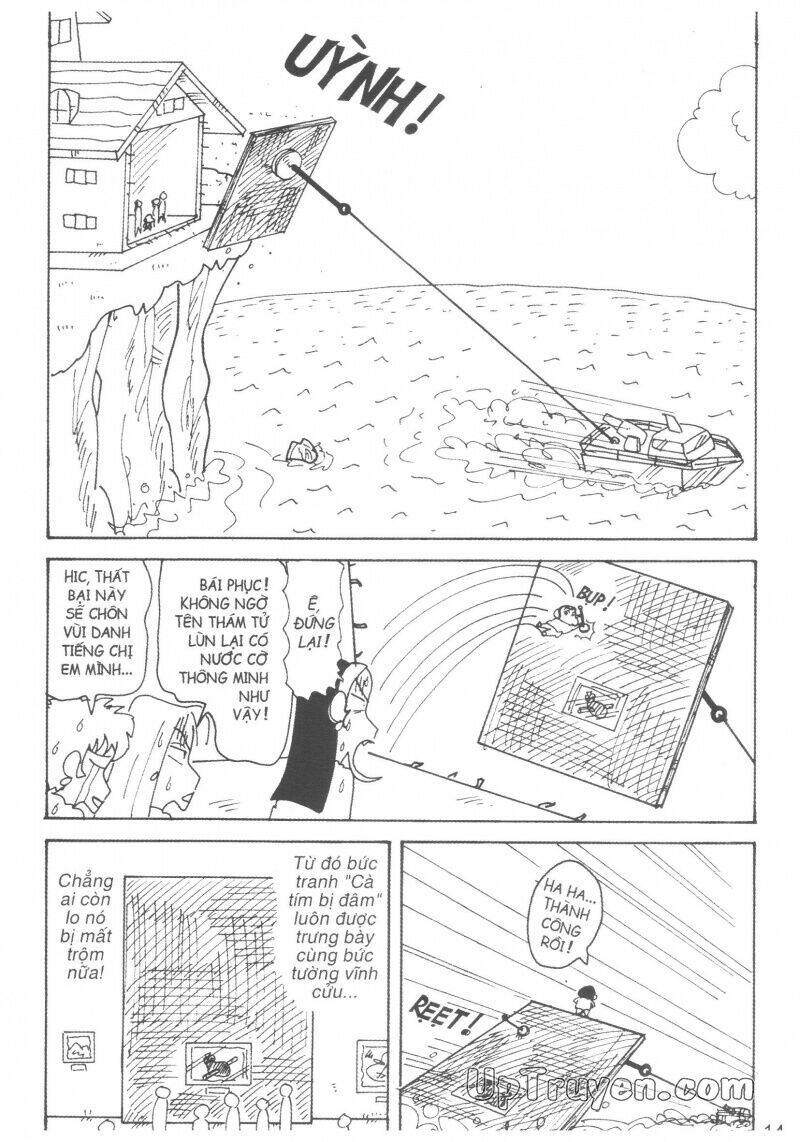 UỲNH!
BỤP!
Ê,
ĐỨNG
LẠI!
BÁI PHỤC!
KHÔNG NGỜ
TÊN THÁM TỬ
LÙN LẠI CÓ
NƯỚC CỜ
THÔNG MINH
NHƯ
VẬY!
HIC, THẤT
BẠI NÀY
SẼ CHÔN
VÙI DANH
TIẾNG CHỊ
EM MÌNH...
HA HA...
THÀNH
CÔNG
RỒI!
RẸẸT!
Từ đó bức
tranh "Cà
tím bị đâm"
luôn được
trưng bày
cùng bức
tường vĩnh
cửu...
Chẳng
ai còn
lo nó
bị mất
trộm
nữa!
UpTruyen.com
14